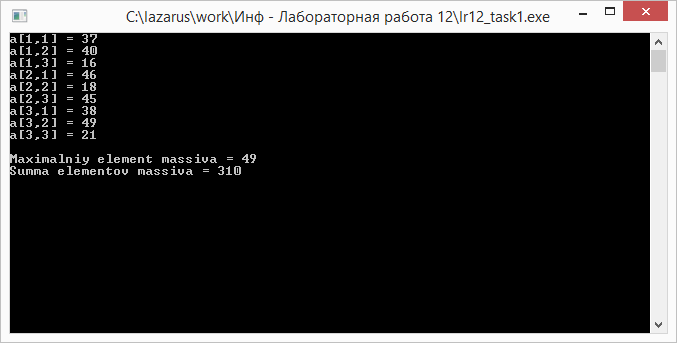 C:\lazarus\work\Инф - Лабораторная работа 12\lr12_task1.exe
a[1,1] = 37
a[1,2] = 40
a[1,3] = 16
a[2,1] = 46
a[2,2] = 18
a[2,3] = 45
a[3,1] = 38
a[3,2] = 49
a[3,3] = 21
Maximalniy element massiva = 49
Summa elementov massiva = 310